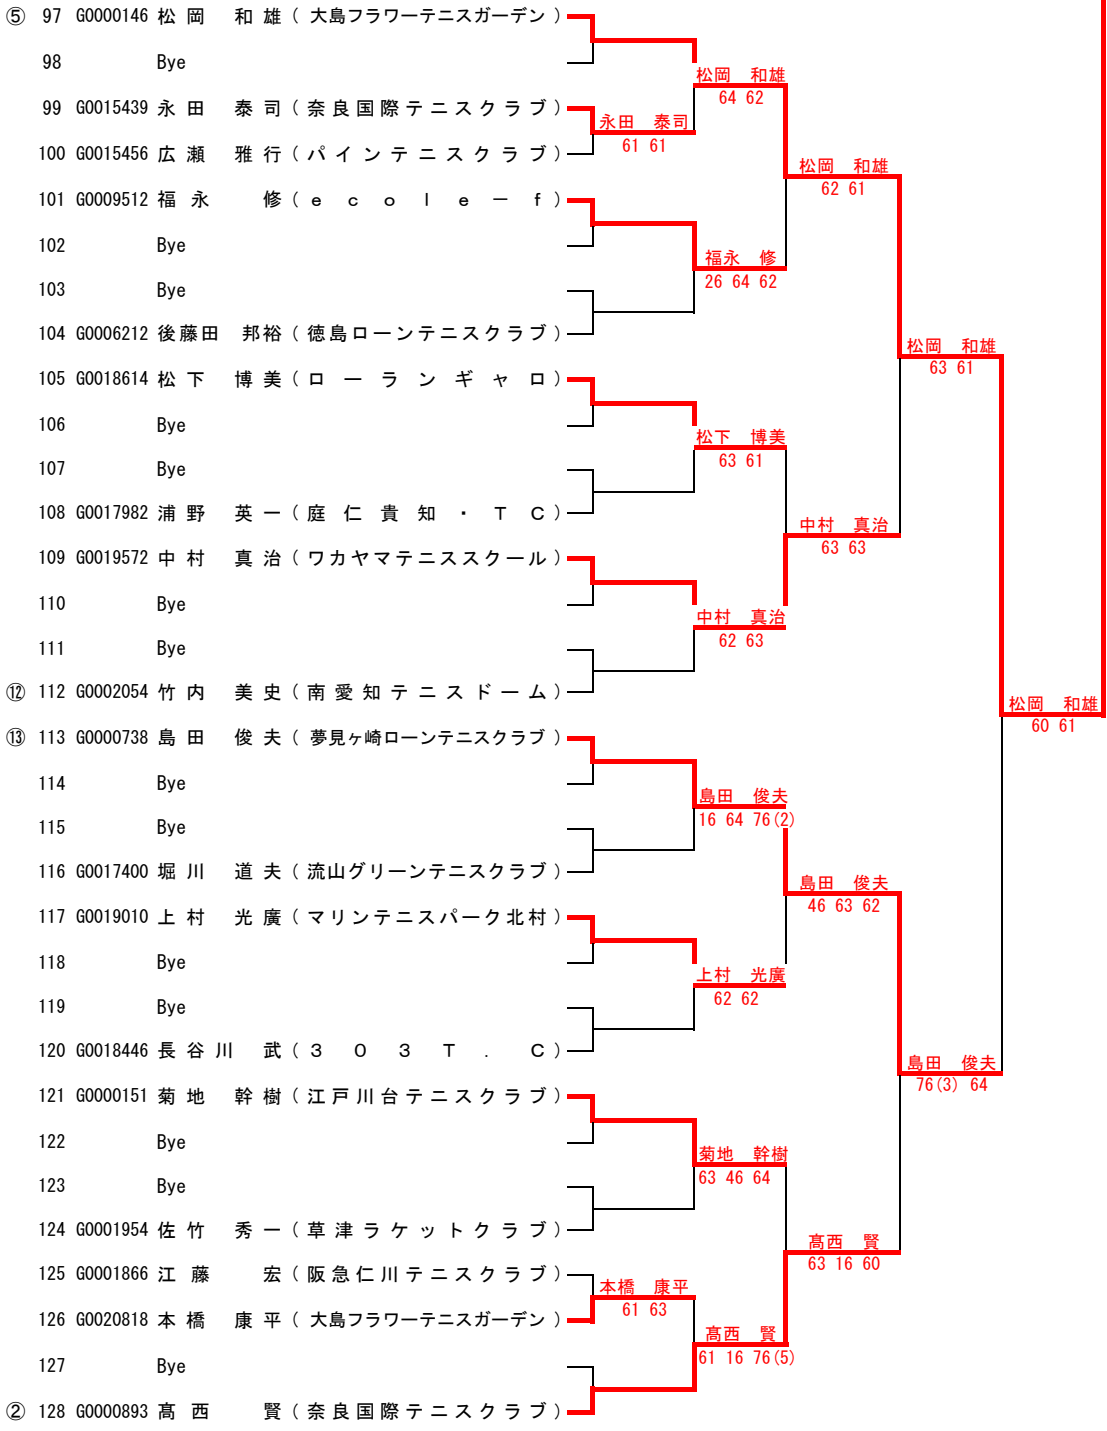 ⑤ 97 G0000146 松岡 和雄 ( 大島フラワーテニスガーデン )
98 Bye
松岡 和雄
64 62
99 G0015439 永田 泰司 ( 奈良国際テニスクラブ )
永田 泰司
61 61
100 G0015456 広瀬 雅行 ( パインテニスクラブ )
松岡 和雄
62 61
101 G0009512 福永 修 ( ecole－f )
102 Bye
福永 修
26 64 62
103 Bye
104 G0006212 後藤田 邦裕 ( 徳島ローンテニスクラブ )
松岡 和雄
63 61
105 G0018614 松下 博美 ( ローランギャロ )
106 Bye
松下 博美
63 61
107 Bye
108 G0017982 浦野 英一 ( 庭仁貴知・TC )
中村 真治
63 63
109 G0019572 中村 真治 ( ワカヤマテニススクール )
110 Bye
中村 真治
62 63
111 Bye
⑫ 112 G0002054 竹内 美史 ( 南愛知テニスドーム )
松岡 和雄
60 61
⑬ 113 G0000738 島田 俊夫 ( 夢見ヶ崎ローンテニスクラブ )
114 Bye
島田 俊夫
16 64 76(2)
115 Bye
116 G0017400 堀川 道夫 ( 流山グリーンテニスクラブ )
島田 俊夫
46 63 62
117 G0019010 上村 光廣 ( マリンテニスパーク北村 )
118 Bye
上村 光廣
62 62
119 Bye
120 G0018446 長谷川 武 ( 303T.C )
島田 俊夫
76(3) 64
121 G0000151 菊地 幹樹 ( 江戸川台テニスクラブ )
122 Bye
菊地 幹樹
63 46 64
123 Bye
124 G0001954 佐竹 秀一 ( 草津ラケットクラブ )
髙西 賢
63 16 60
125 G0001866 江藤 宏 ( 阪急仁川テニスクラブ )
本橋 康平
61 63
126 G0020818 本橋 康平 ( 大島フラワーテニスガーデン )
髙西 賢
61 16 76(5)
127 Bye
② 128 G0000893 髙西 賢 ( 奈良国際テニスクラブ )